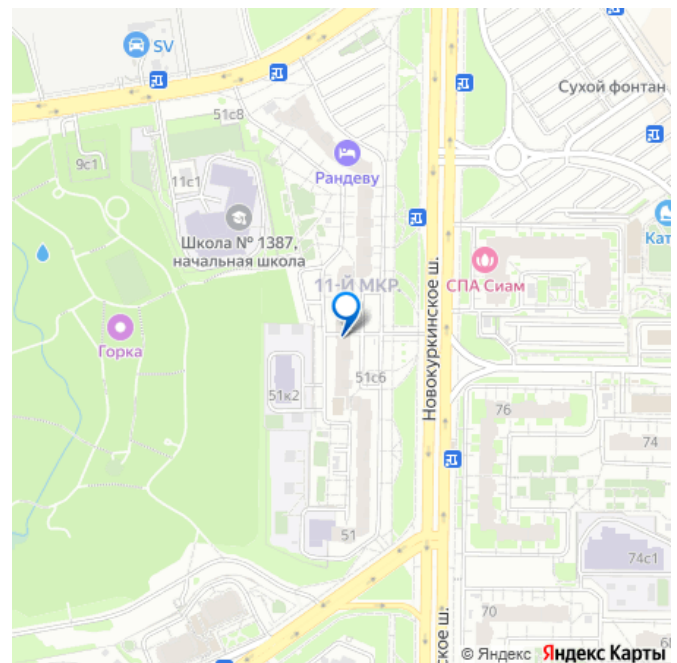 SV
Сухой фонтан
51с8
9с1
11с1
Рандеву
Школа № 1387,
начальная школа
Кат
СПА Сиам
11-Й МКР.
Новокуркинское ш.
Горка
51с6
51к2
76
74
51
74с1
70
ское ш.
© Яндекс Яндекс Карты